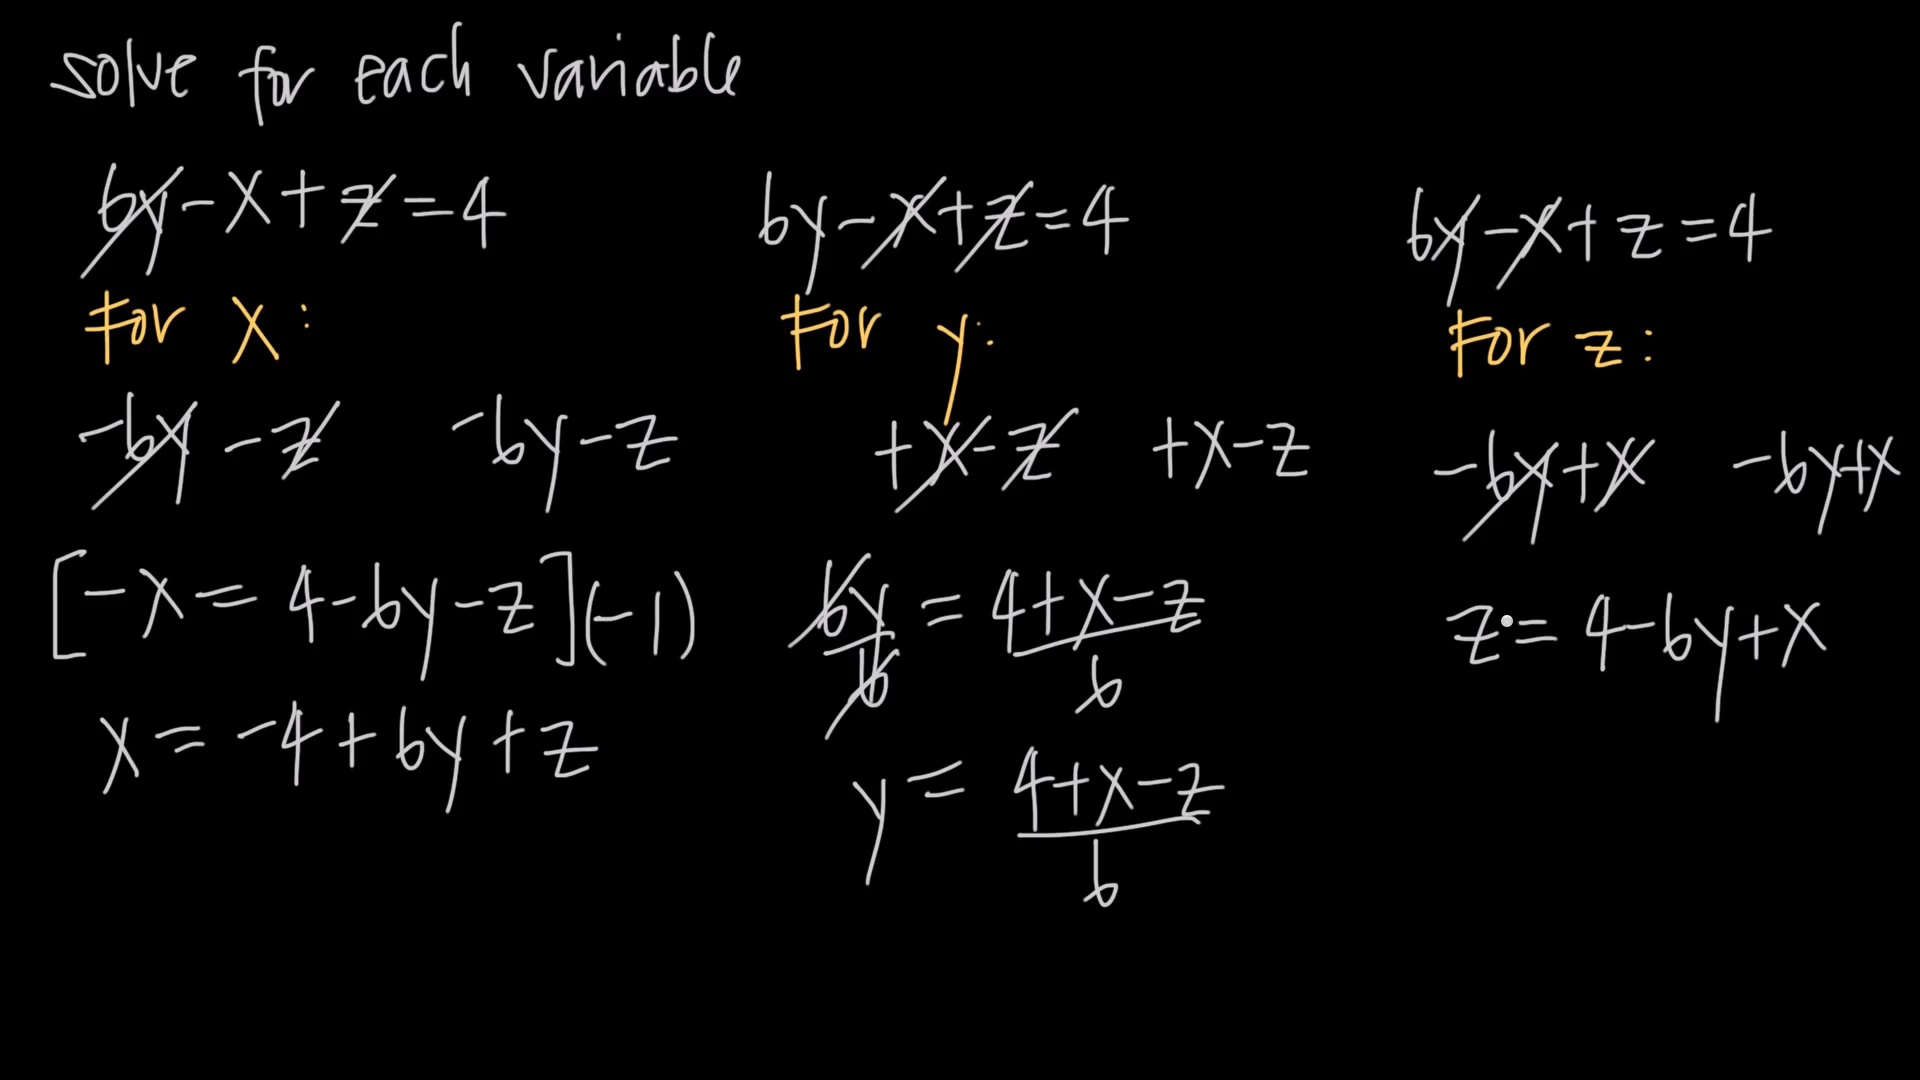 solve for each variable
6y - x + z = 4
For x:
-6y - z -6y - z
[-x = 4 - 6y - z](-1)
x = -4 + 6y + z
6y - x + z = 4
For y:
+x - z +x - z
6y/6 = 4 + x - z/6
y = 4 + x - z/6
6y - x + z = 4
For z:
-6y + x -6y + x
z = 4 - 6y + x